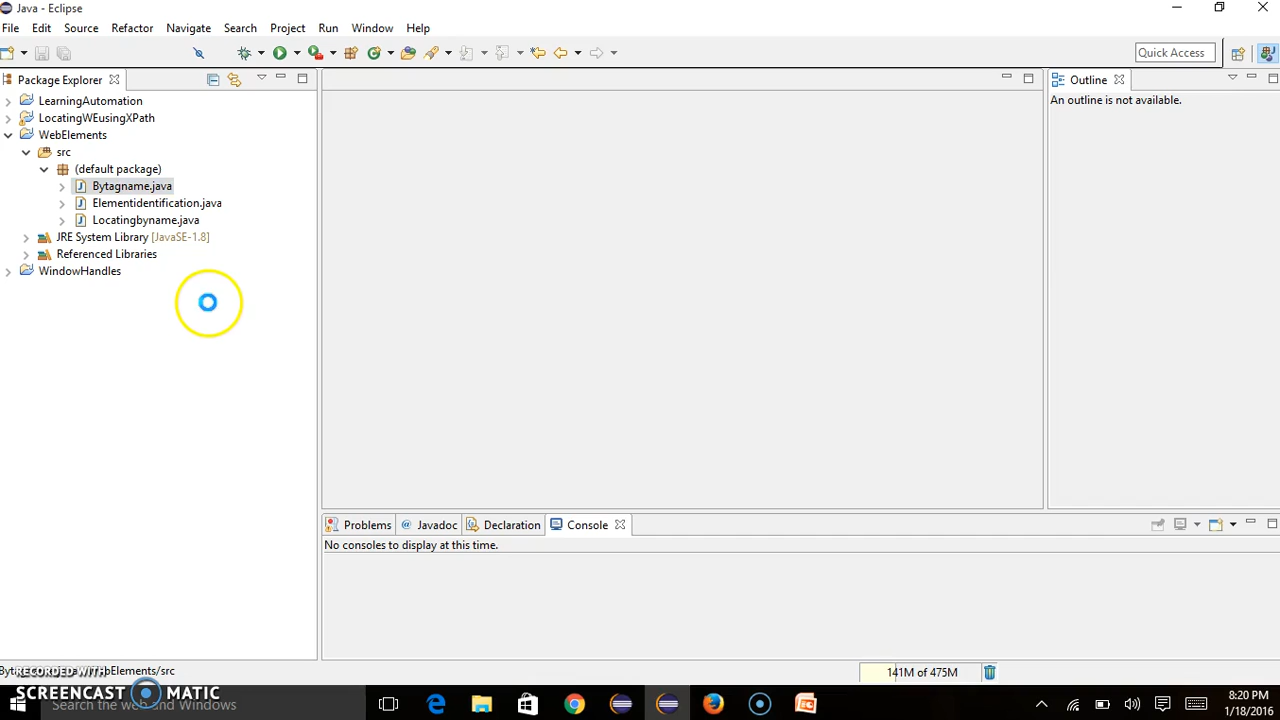 Java - Eclipse
File Edit Source Refactor Navigate Search Project Run Window Help
Quick Access
Package Explorer
Outline
LearningAutomation
An outline is not available.
LocatingWEusingXPath
WebElements
src
(default package)
Bytagname.java
Elementidentification.java
Locatingbyname.java
JRE System Library [JavaSE-1.8]
Referenced Libraries
WindowHandles
Problems @ Javadoc Declaration Console
No consoles to display at this time.
RECORDED WITH
/src
141M of 475M
SCREENCAST MATIC
Search the web and Windows
8:20 PM
1/18/2016